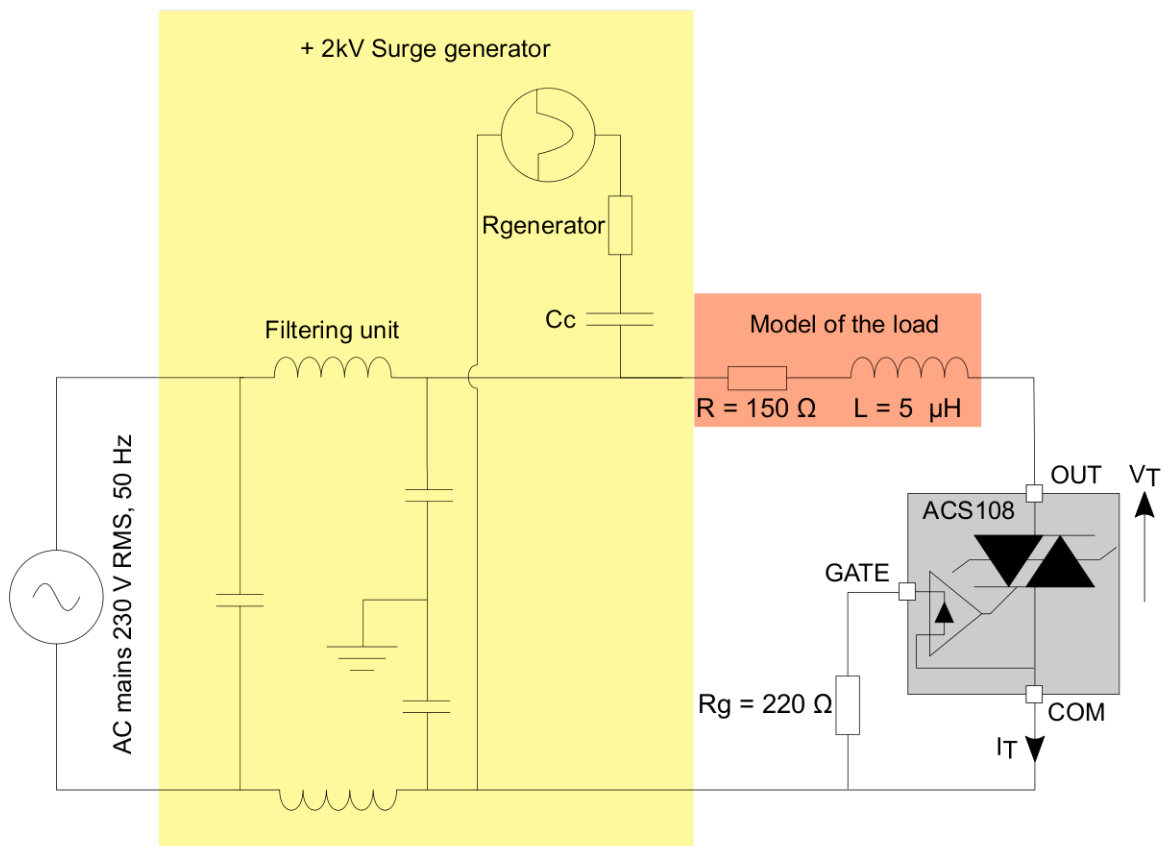 + 2kV Surge generator
Rgenerator
Cc
Filtering unit
Model of the load
R = 150 Ω
L = 5 µH
AC mains 230 V RMS, 50 Hz
OUT
VT
ACS108
GATE
Rg = 220 Ω
COM
IT